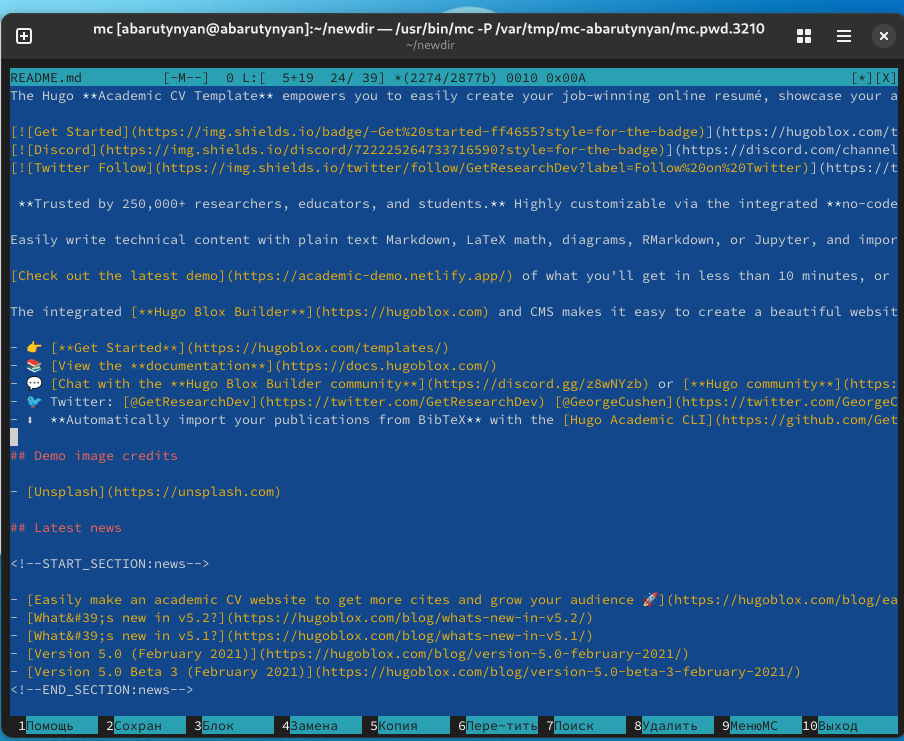 mc [abarutynyan@abarutynyan]:~/newdir — /usr/bin/mc -P /var/tmp/mc-abarutynyan/mc.pwd.3210
~/newdir
README.md [-M--] 0 L:[ 5+19 24/ 39] *(2274/2877b) 0010 0x00A [*][X]
The Hugo **Academic CV Template** empowers you to easily create your job-winning online resumé, showcase your a
[![Get Started](https://img.shields.io/badge/-Get%20started-ff4655?style=for-the-badge)](https://hugoblox.com/t
[![Discord](https://img.shields.io/discord/722225264733716590?style=for-the-badge)](https://discord.com/channel
[![Twitter Follow](https://img.shields.io/twitter/follow/GetResearchDev?label=Follow%20on%20Twitter)](https://t
**Trusted by 250,000+ researchers, educators, and students.** Highly customizable via the integrated **no-code
Easily write technical content with plain text Markdown, LaTeX math, diagrams, RMarkdown, or Jupyter, and impor
[Check out the latest demo](https://academic-demo.netlify.app/) of what you'll get in less than 10 minutes, or
The integrated [**Hugo Blox Builder**](https://hugoblox.com) and CMS makes it easy to create a beautiful websit
- 👉 [**Get Started**](https://hugoblox.com/templates/)
- 📚 [View the **documentation**](https://docs.hugoblox.com/)
- 💬 [Chat with the **Hugo Blox Builder community**](https://discord.gg/z8wNYzb) or [**Hugo community**](https:
- 🐦 Twitter: [@GetResearchDev](https://twitter.com/GetResearchDev) [@GeorgeCushen](https://twitter.com/GeorgeC
- ⬇ **Automatically import your publications from BibTeX** with the [Hugo Academic CLI](https://github.com/Get
## Demo image credits
- [Unsplash](https://unsplash.com)
## Latest news
<!--START_SECTION:news-->
- [Easily make an academic CV website to get more cites and grow your audience 🚀](https://hugoblox.com/blog/ea
- [What&#39;s new in v5.2?](https://hugoblox.com/blog/whats-new-in-v5.2/)
- [What&#39;s new in v5.1?](https://hugoblox.com/blog/whats-new-in-v5.1/)
- [Version 5.0 (February 2021)](https://hugoblox.com/blog/version-5.0-february-2021/)
- [Version 5.0 Beta 3 (February 2021)](https://hugoblox.com/blog/version-5.0-beta-3-february-2021/)
<!--END_SECTION:news-->
1Помощь 2Сохран 3Блок 4Замена 5Копия 6Пере~тить 7Поиск 8Удалить 9МенюMC 10Выход